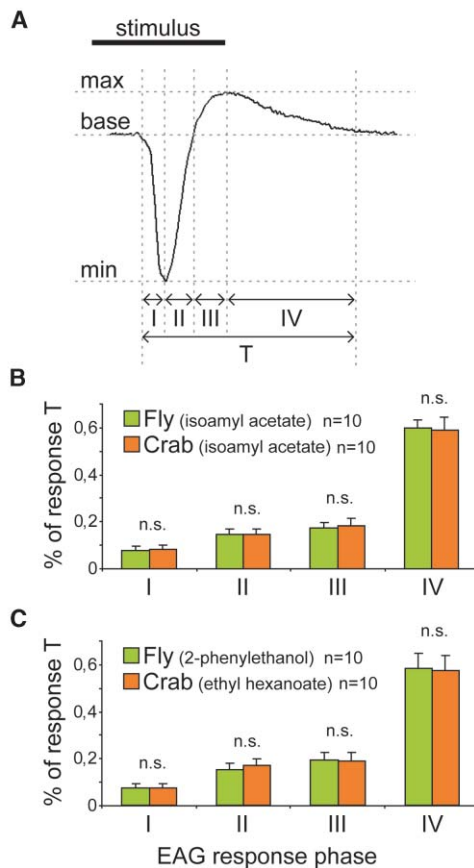 A
stimulus
max
base
min
I II III IV
T
B
% of response T
0,6
0,4
0,2
0
Fly (isoamyl acetate) n=10
Crab (isoamyl acetate) n=10
n.s. n.s. n.s. n.s.
I II III IV
C
% of response T
0,6
0,4
0,2
0
Fly (2-phenylethanol) n=10
Crab (ethyl hexanoate) n=10
n.s. n.s. n.s. n.s.
I II III IV
EAG response phase